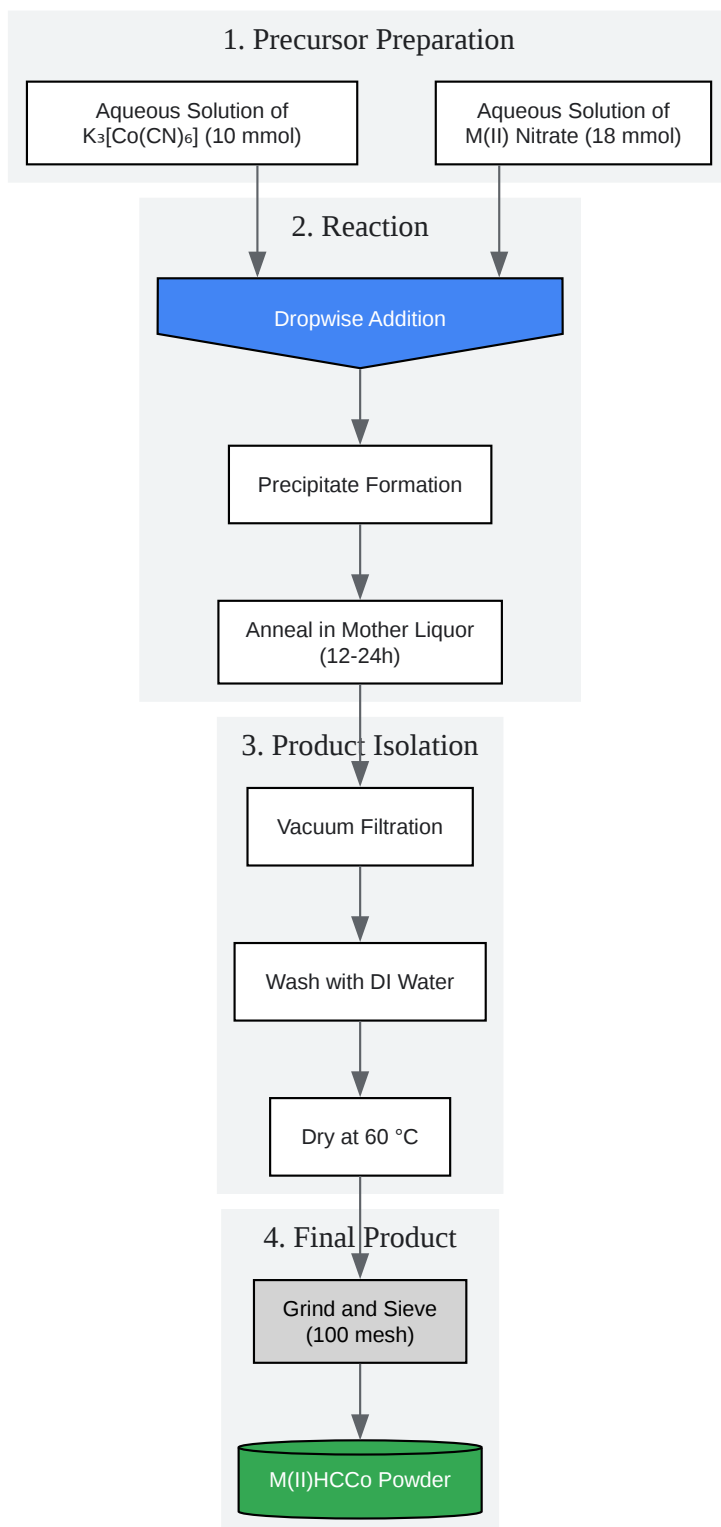 1. Precursor Preparation
Aqueous Solution of
K₃[Co(CN)₆] (10 mmol)
Aqueous Solution of
M(II) Nitrate (18 mmol)
2. Reaction
Dropwise Addition
Precipitate Formation
Anneal in Mother Liquor
(12-24h)
3. Product Isolation
Vacuum Filtration
Wash with DI Water
Dry at 60 °C
4. Final Product
Grind and Sieve
(100 mesh)
M(II)HCCo Powder